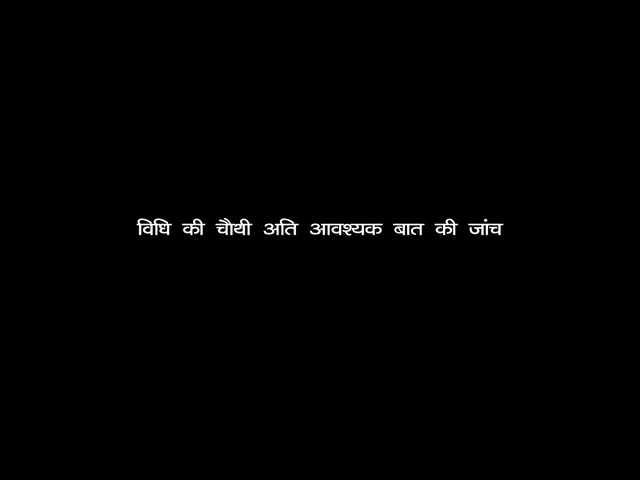 विधि की चौथी अति आवश्यक बात की जांच